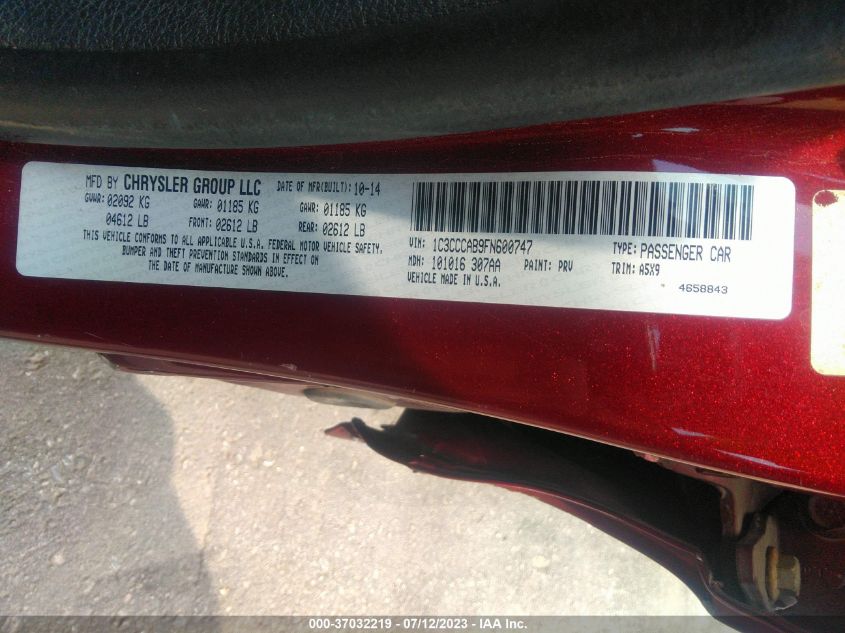 MFD BY CHRYSLER GROUP LLC DATE OF MFR(BUILT): 10-14
GVWR: 02092 KG GAWR: 01185 KG GAWR: 01185 KG
04612 LB FRONT: 02612 LB REAR: 02612 LB
THIS VEHICLE CONFORMS TO ALL APPLICABLE U.S.A. FEDERAL MOTOR VEHICLE SAFETY,
BUMPER AND THEFT PREVENTION STANDARDS IN EFFECT ON
THE DATE OF MANUFACTURE SHOWN ABOVE.
VIN: 1C3CCCAB9FN600747 TYPE: PASSENGER CAR
MDH: 101016 307AA PAINT: PRV TRIM: A5X9
VEHICLE MADE IN U.S.A. 4658843
000-37032219 - 07/12/2023 - IAA Inc.